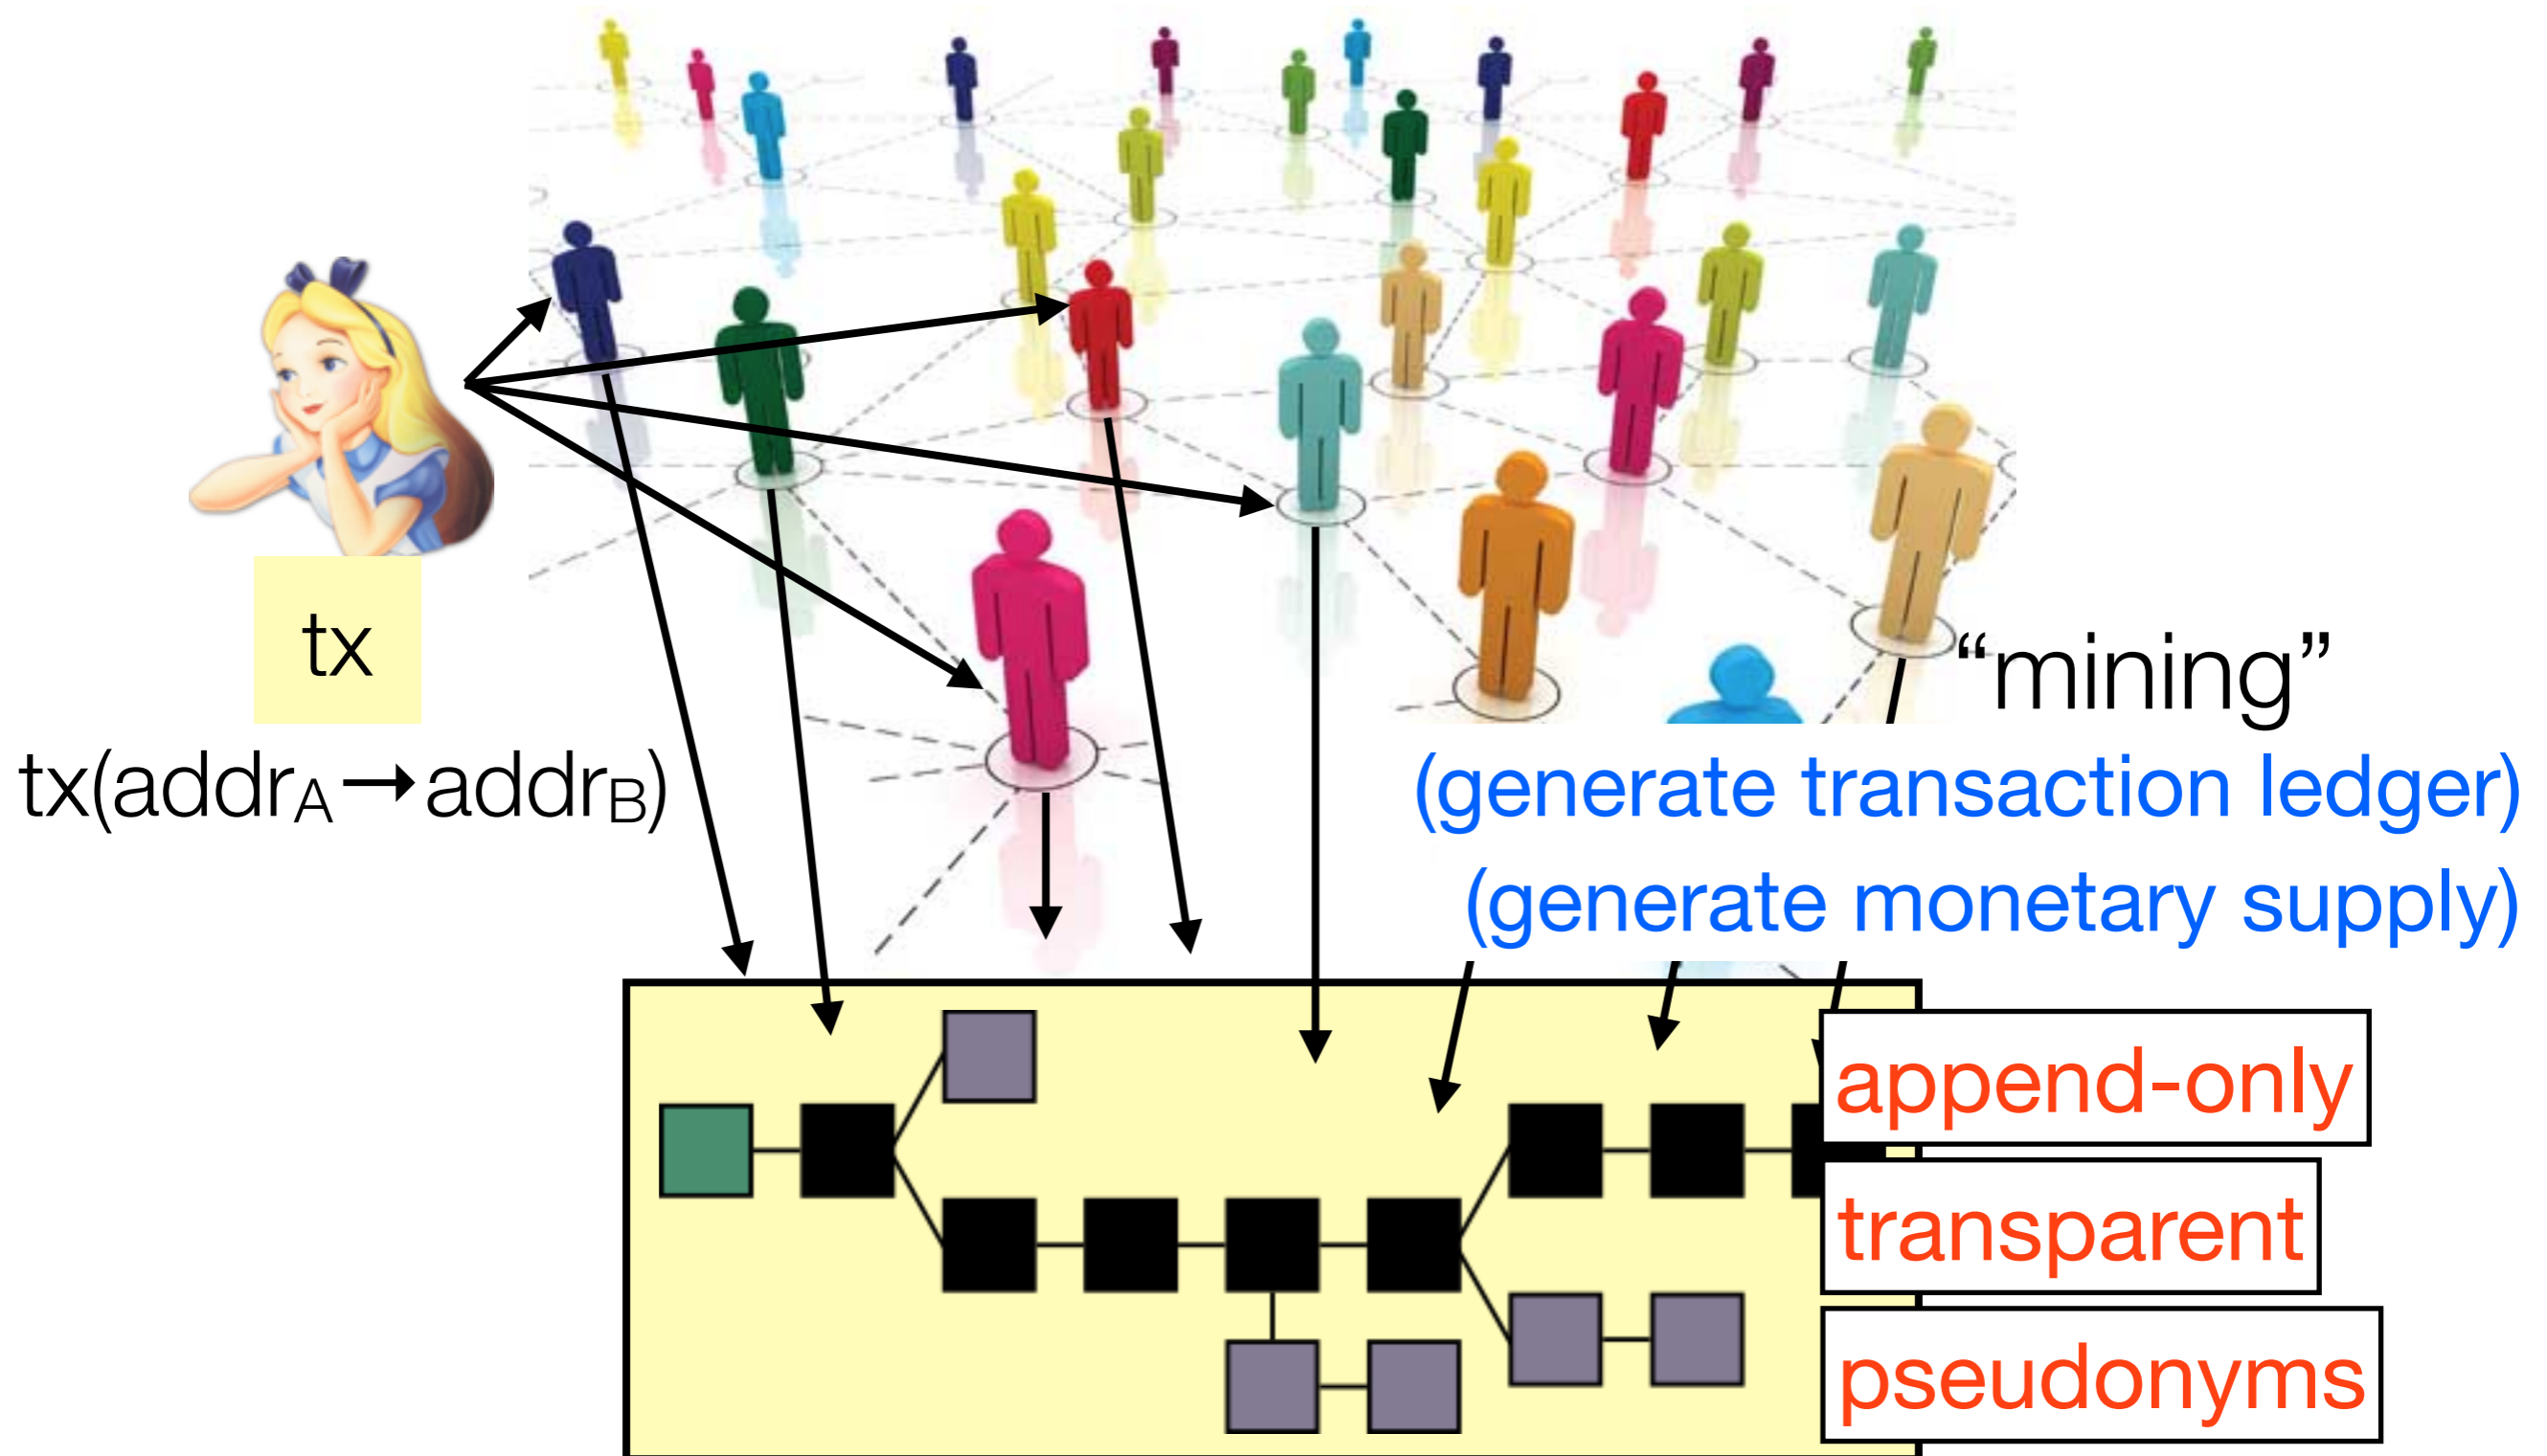 tx
tx(addrA→addrB)
“mining”
(generate transaction ledger)
(generate monetary supply)
append-only
transparent
pseudonyms